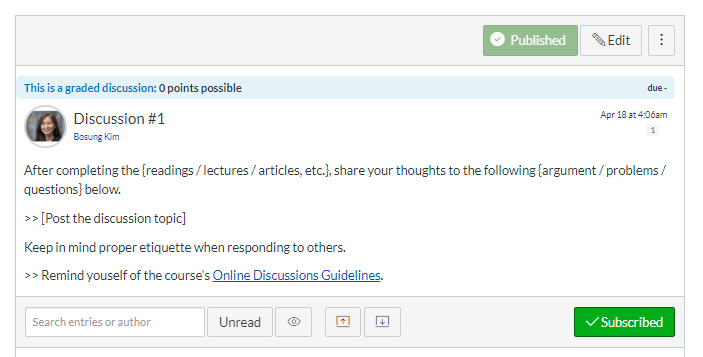 Published
Edit
This is a graded discussion: 0 points possible
due -
Discussion #1
Apr 18 at 4:06am
Bosung Kim
1
After completing the {readings / lectures / articles, etc.}, share your thoughts to the following {argument / problems /
questions} below.
>> [Post the discussion topic]
Keep in mind proper etiquette when responding to others.
>> Remind youself of the course's Online Discussions Guidelines.
Search entries or author
Unread
Subscribed